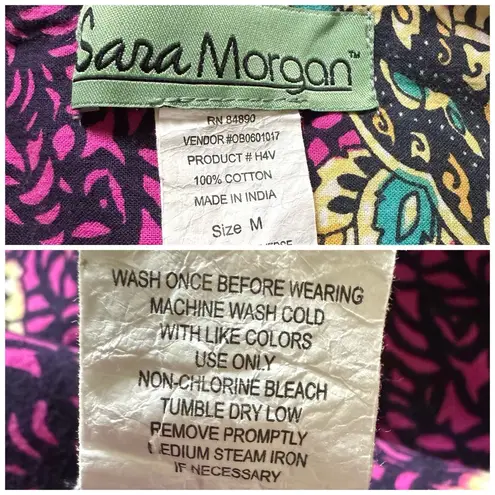 Sara Morgan™
RN 84890
VENDOR #OB0601017
PRODUCT # H4V
100% COTTON
MADE IN INDIA
Size M
WASH ONCE BEFORE WEARING
MACHINE WASH COLD
WITH LIKE COLORS
USE ONLY
NON-CHLORINE BLEACH
TUMBLE DRY LOW
REMOVE PROMPTLY
MEDIUM STEAM IRON
IF NECESSARY